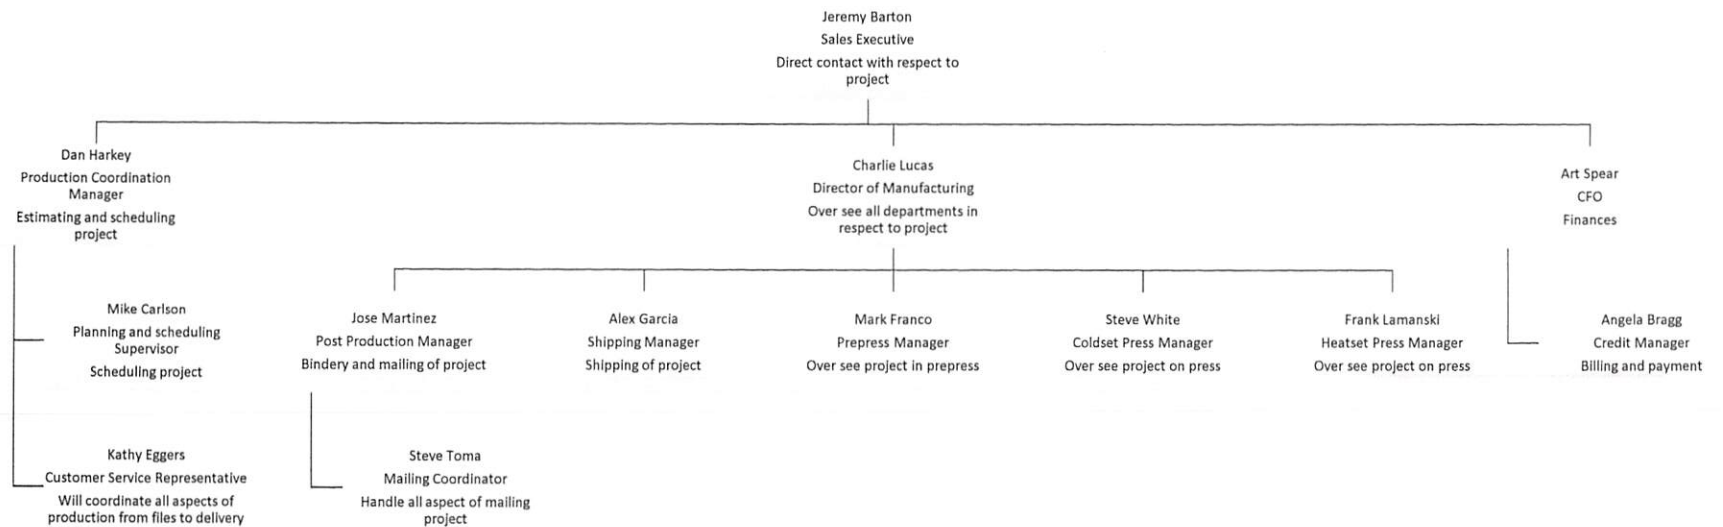 Jeremy Barton
Sales Executive
Direct contact with respect to
project
Dan Harkey
Production Coordination
Manager
Estimating and scheduling
project
Charlie Lucas
Director of Manufacturing
Over see all departments in
respect to project
Art Spear
CFO
Finances
Mike Carlson
Planning and scheduling
Supervisor
Scheduling project
Jose Martinez
Post Production Manager
Bindery and mailing of project
Alex Garcia
Shipping Manager
Shipping of project
Mark Franco
Prepress Manager
Over see project in prepress
Steve White
Coldset Press Manager
Over see project on press
Frank Lamanski
Heatset Press Manager
Over see project on press
Angela Bragg
Credit Manager
Billing and payment
Kathy Eggers
Customer Service Representative
Will coordinate all aspects of
production from files to delivery
Steve Toma
Mailing Coordinator
Handle all aspect of mailing
project